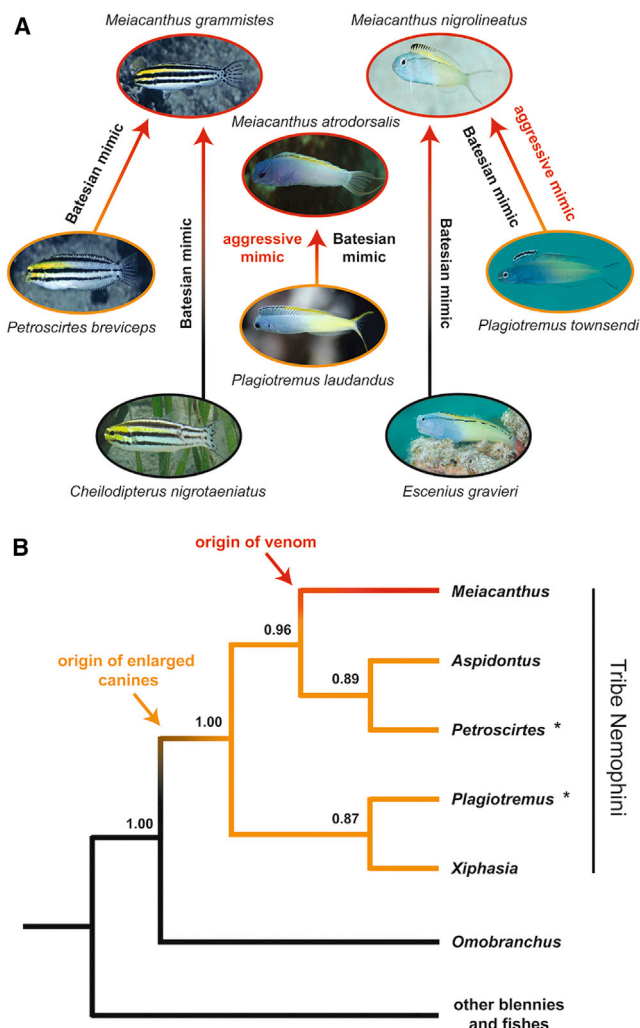 A
Meiacanthus grammistes
Meiacanthus nigrolineatus
Meiacanthus atrodorsalis
Batesian mimic
Batesian mimic
aggressive
mimic
Batesian
mimic
Batesian mimic
Batesian mimic
aggressive mimic
Petroscirtes breviceps
Plagiotremus townsendi
Plagiotremus laudandus
Cheilodipterus nigrotaeniatus
Escenius gravieri
B
origin of venom
Meiacanthus
0.96
origin of enlarged
canines
Aspidontus
0.89
1.00
Petroscirtes *
Tribe Nemophini
Plagiotremus *
1.00
0.87
Xiphasia
Omobranchus
other blennies
and fishes